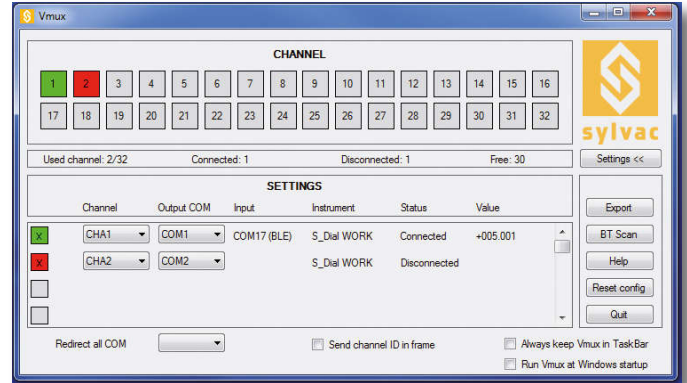 Vmux
CHANNEL
1 2 3 4 5 6 7 8 9 10 11 12 13 14 15 16
17 18 19 20 21 22 23 24 25 26 27 28 29 30 31 32
sylvac
Used channel: 2/32 Connected: 1 Disconnected: 1 Free: 30 Settings <<
SETTINGS
Channel Output COM Input Instrument Status Value Export
X CHA1 COM1 COM17 (BLE) S_Dial WORK Connected +005.001 BT Scan
X CHA2 COM2 S_Dial WORK Disconnected Help
Reset config
Quit
Redirect all COM Send channel ID in frame Always keep Vmux in TaskBar
Run Vmux at Windows startup